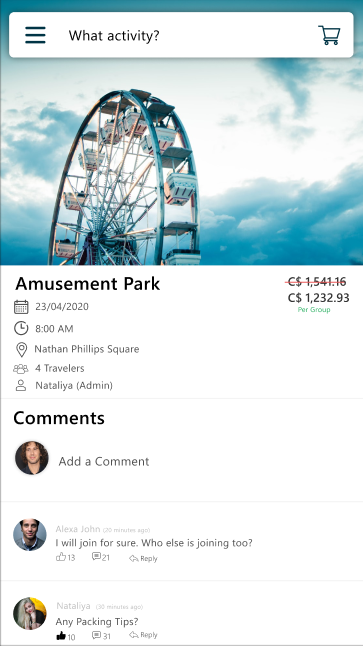 What activity?
Amusement Park
C$ 1,541.16
23/04/2020
C$ 1,232.93
Per Group
8:00 AM
Nathan Phillips Square
4 Travelers
Nataliya (Admin)
Comments
Add a Comment
Alexa John (20 minutes ago)
I will join for sure. Who else is joining too?
13 21 Reply
Nataliya (30 minutes ago)
Any Packing Tips?
10 31 Reply